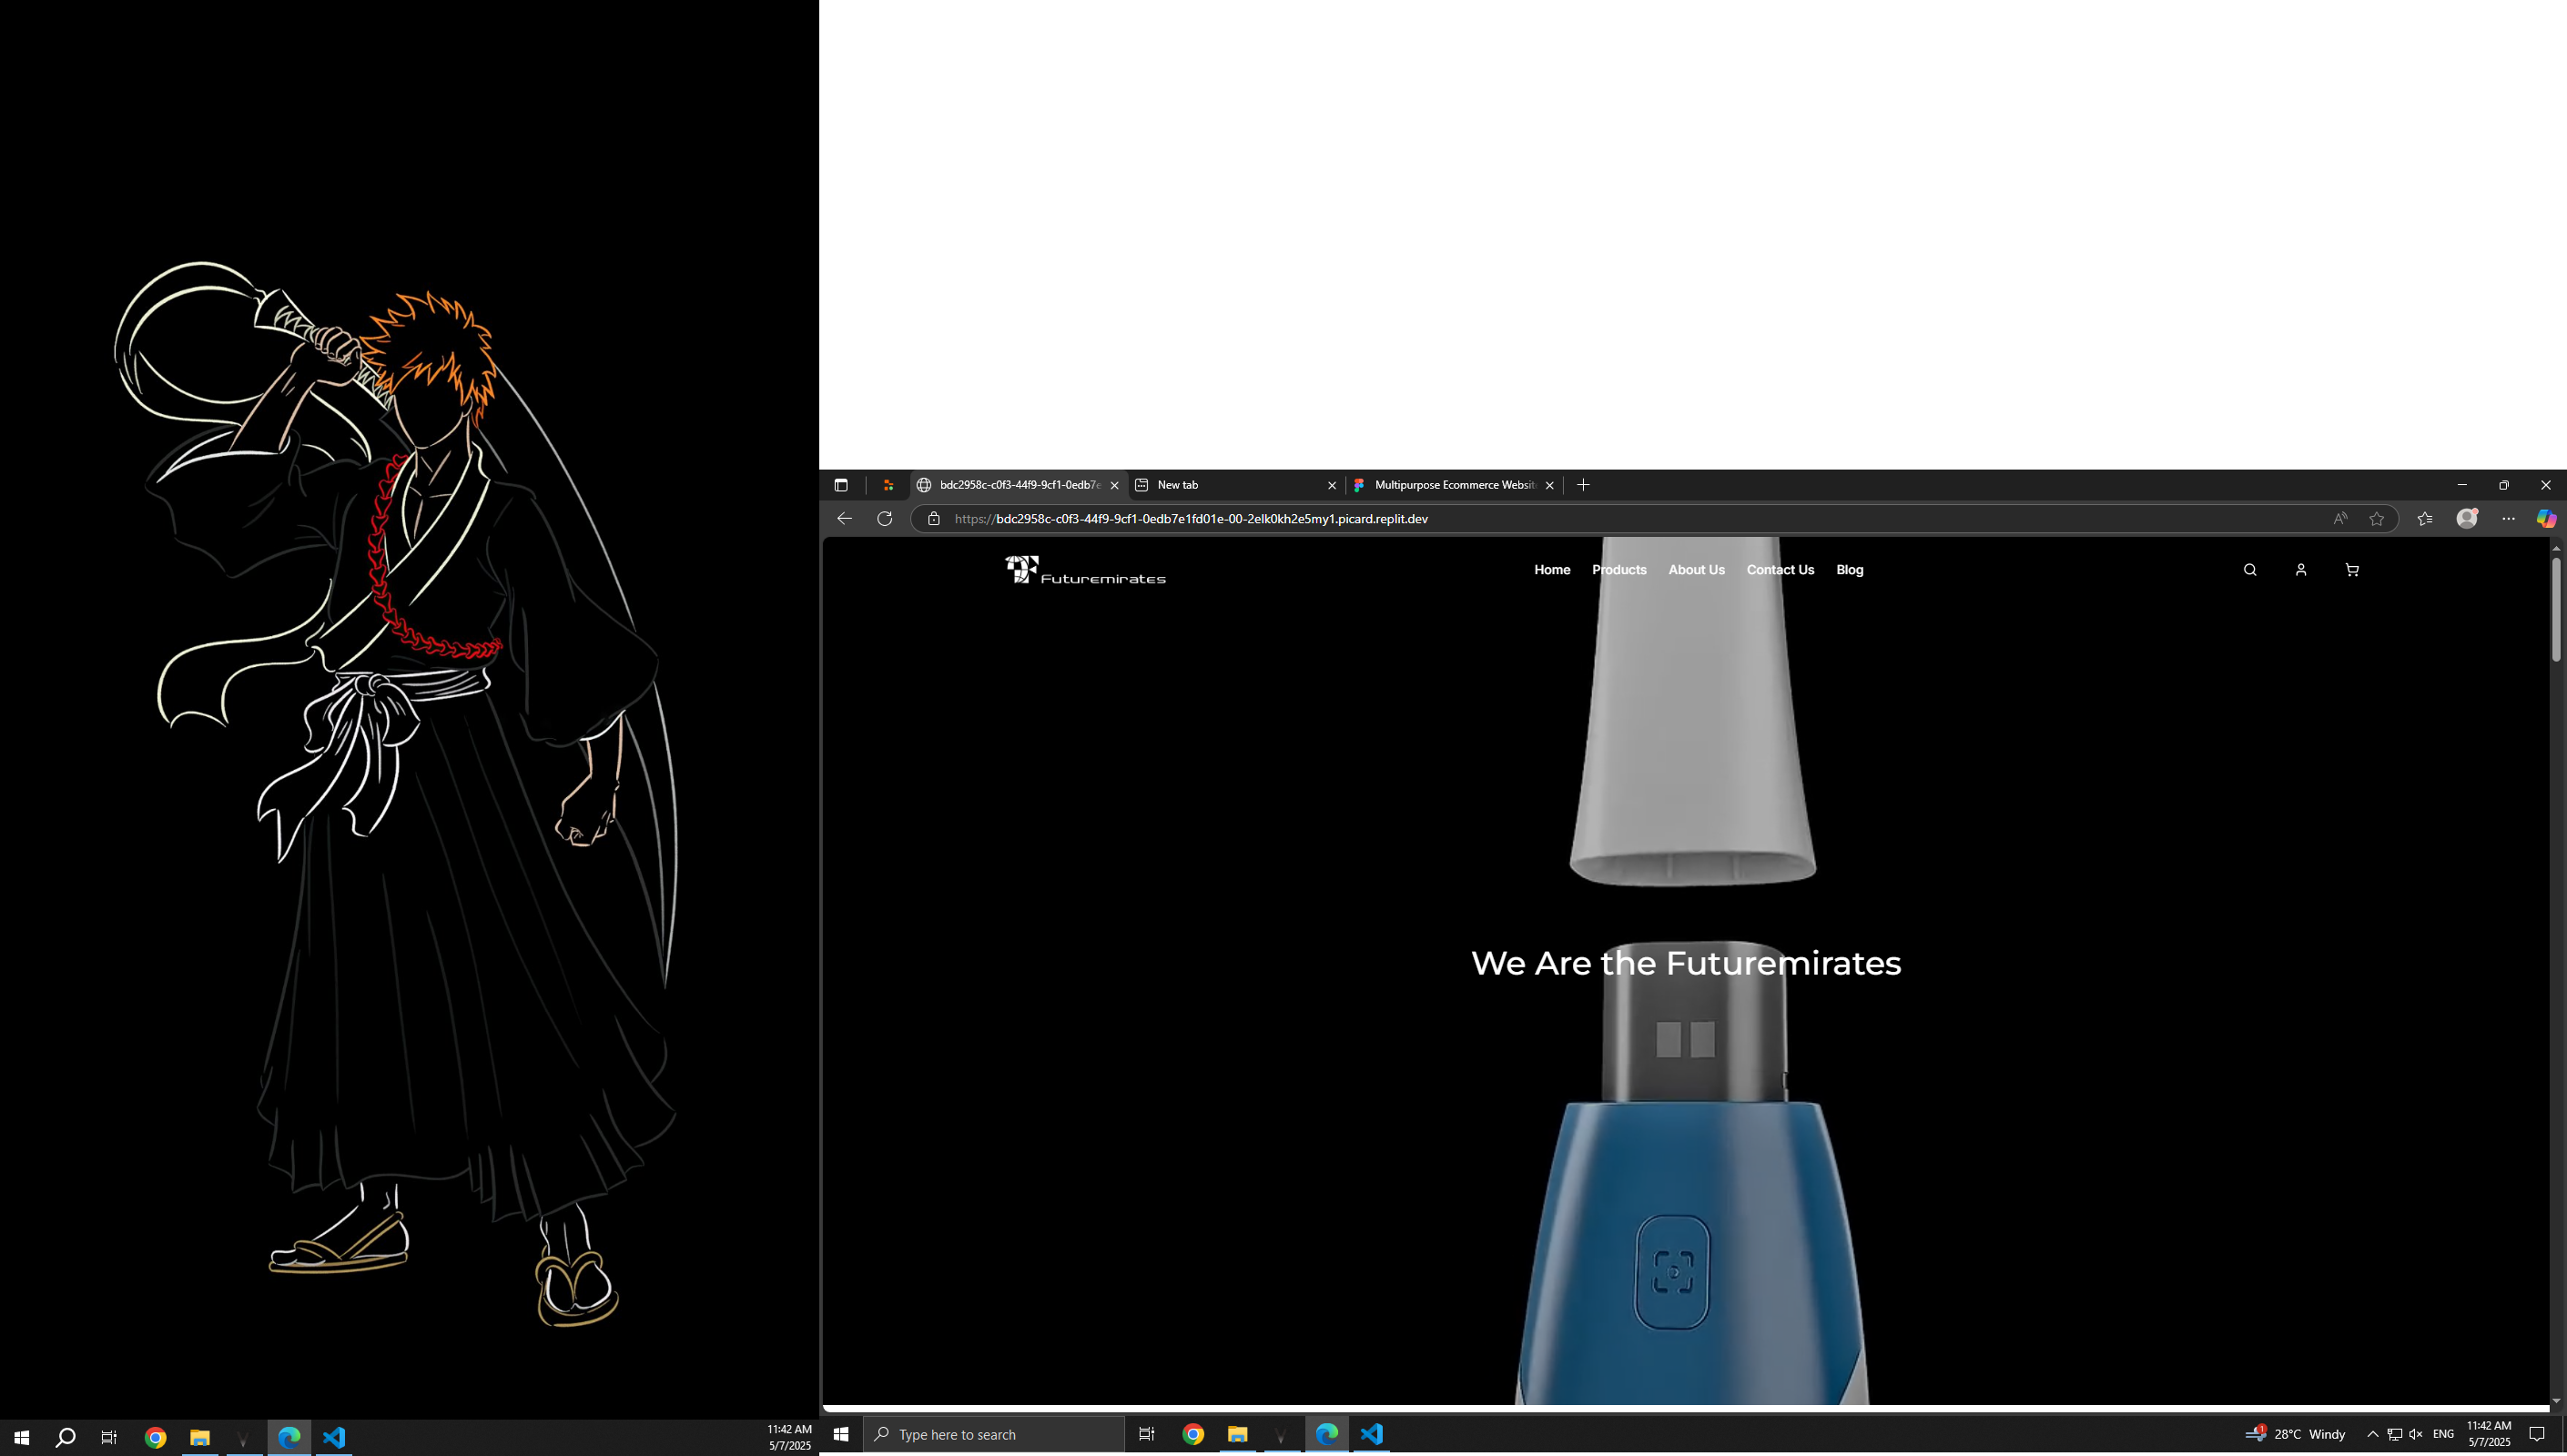 bdc2958c-c0f3-44f9-9cf1-0edb7e
New tab
Multipurpose Ecommerce Websit
https://bdc2958c-c0f3-44f9-9cf1-0edb7e1fd01e-00-2elk0kh2e5my1.picard.replit.dev
Futuremirates
Home Products About Us Contact Us Blog
We Are the Futuremirates
11:42 AM
5/7/2025
Type here to search
1
28°C Windy
ENG
11:42 AM
5/7/2025